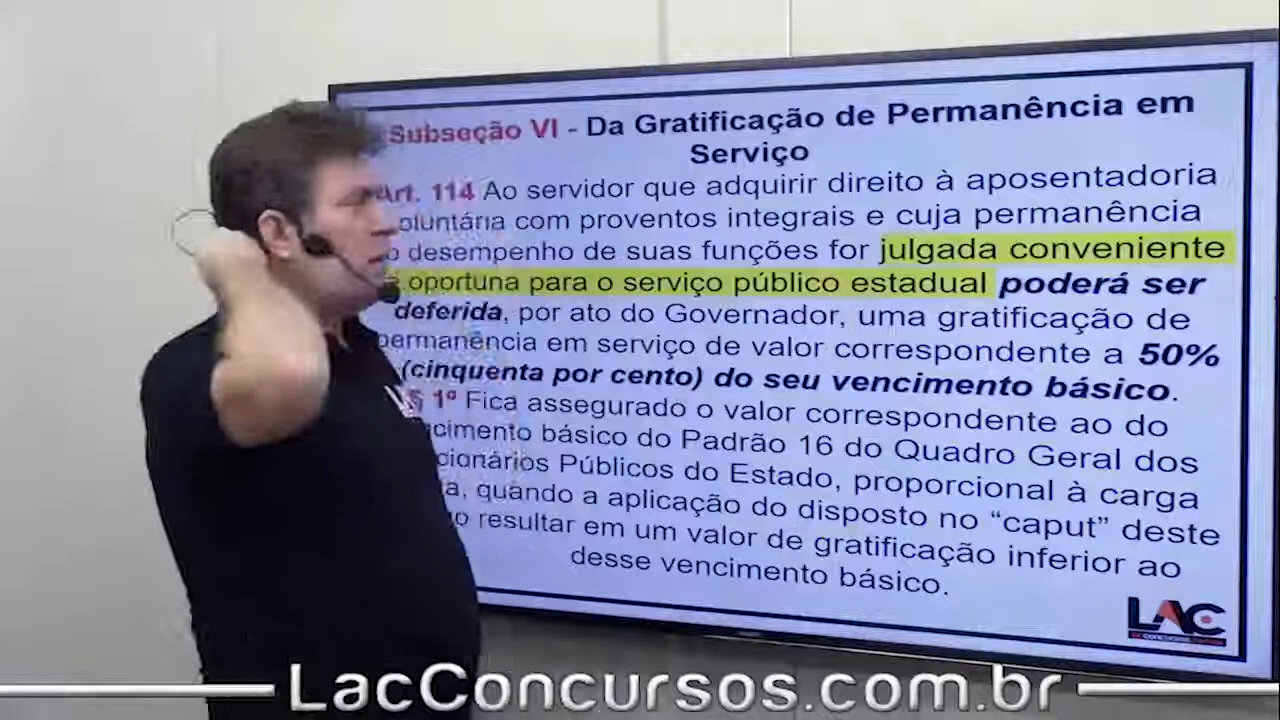 Subseção VI - Da Gratificação de Permanência em
Serviço
Art. 114 Ao servidor que adquirir direito à aposentadoria
oluntária com proventos integrais e cuja permanência
o desempenho de suas funções for julgada conveniente
e oportuna para o serviço público estadual poderá ser
deferida, por ato do Governador, uma gratificação de
permanência em serviço de valor correspondente a 50%
(cinquenta por cento) do seu vencimento básico.
§ 1º Fica assegurado o valor correspondente ao do
cimento básico do Padrão 16 do Quadro Geral dos
cionários Públicos do Estado, proporcional à carga
a, quando a aplicação do disposto no “caput” deste
o resultar em um valor de gratificação inferior ao
desse vencimento básico.
LAC
LacConcursos.com.br